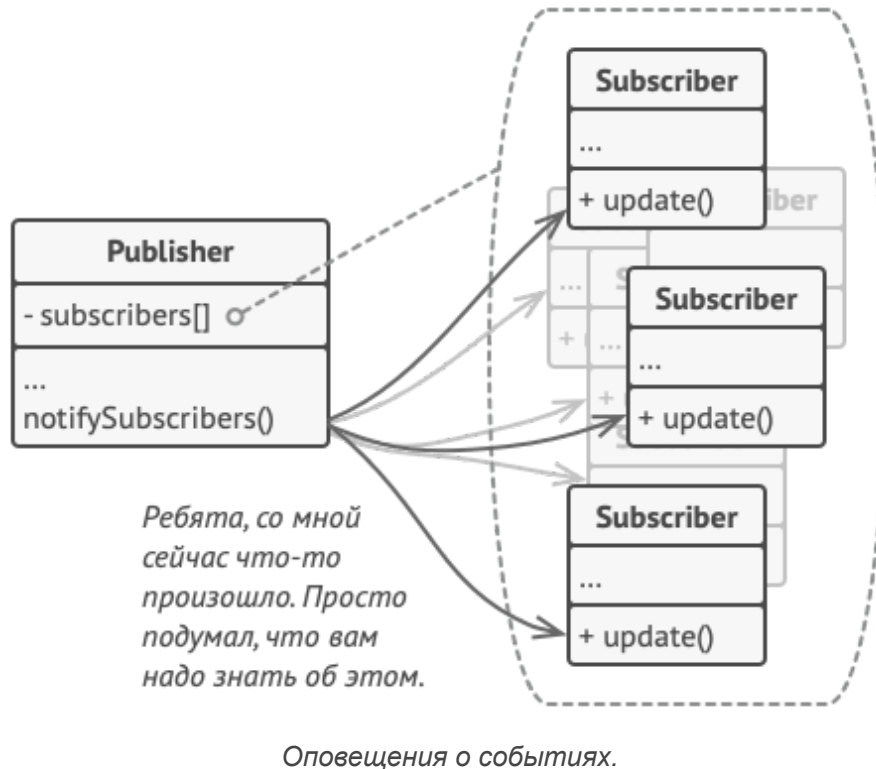 Publisher
- subscribers[]
...
notifySubscribers()
Ребята, со мной
сейчас что-то
произошло. Просто
подумал, что вам
надо знать об этом.
Subscriber
...
+ update()
Subscriber
...
+ update()
Subscriber
...
+ update()
Оповещения о событиях.